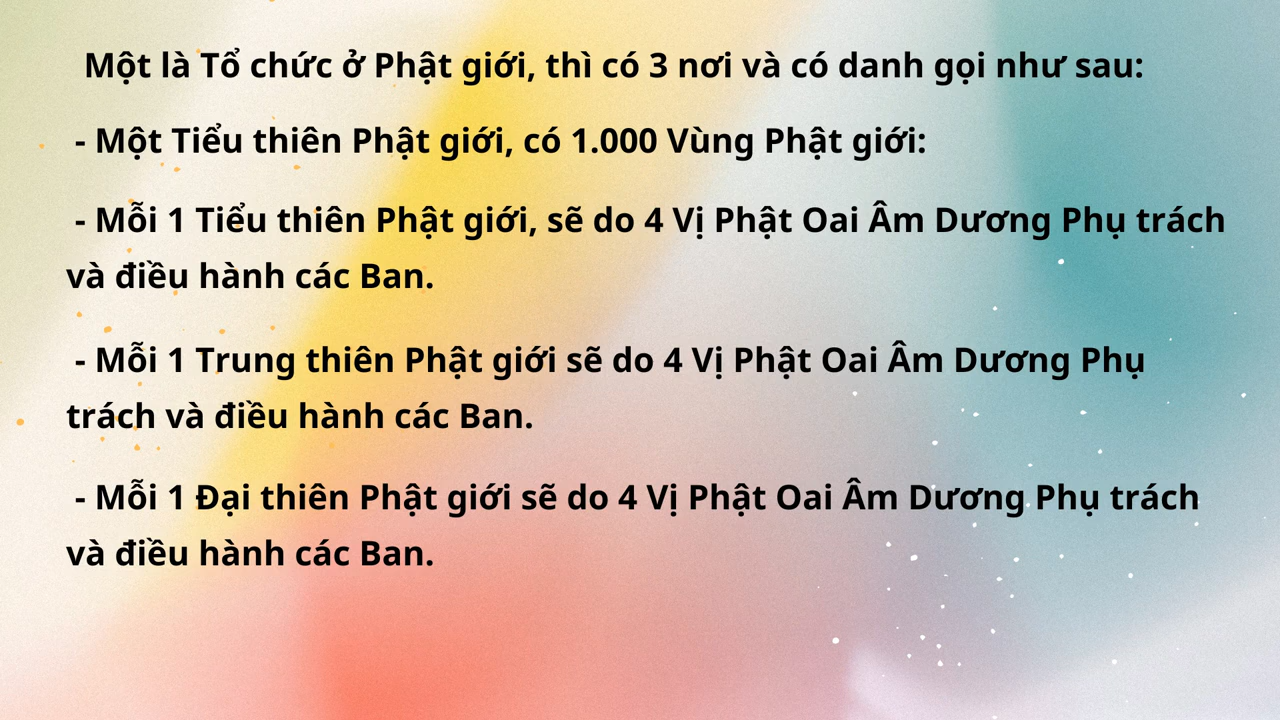 Một là Tổ chức ở Phật giới, thì có 3 nơi và có danh gọi như sau:
- Một Tiểu thiên Phật giới, có 1.000 Vùng Phật giới:
- Mỗi 1 Tiểu thiên Phật giới, sẽ do 4 Vị Phật Oai Âm Dương Phụ trách
và điều hành các Ban.
- Mỗi 1 Trung thiên Phật giới sẽ do 4 Vị Phật Oai Âm Dương Phụ
trách và điều hành các Ban.
- Mỗi 1 Đại thiên Phật giới sẽ do 4 Vị Phật Oai Âm Dương Phụ trách
và điều hành các Ban.